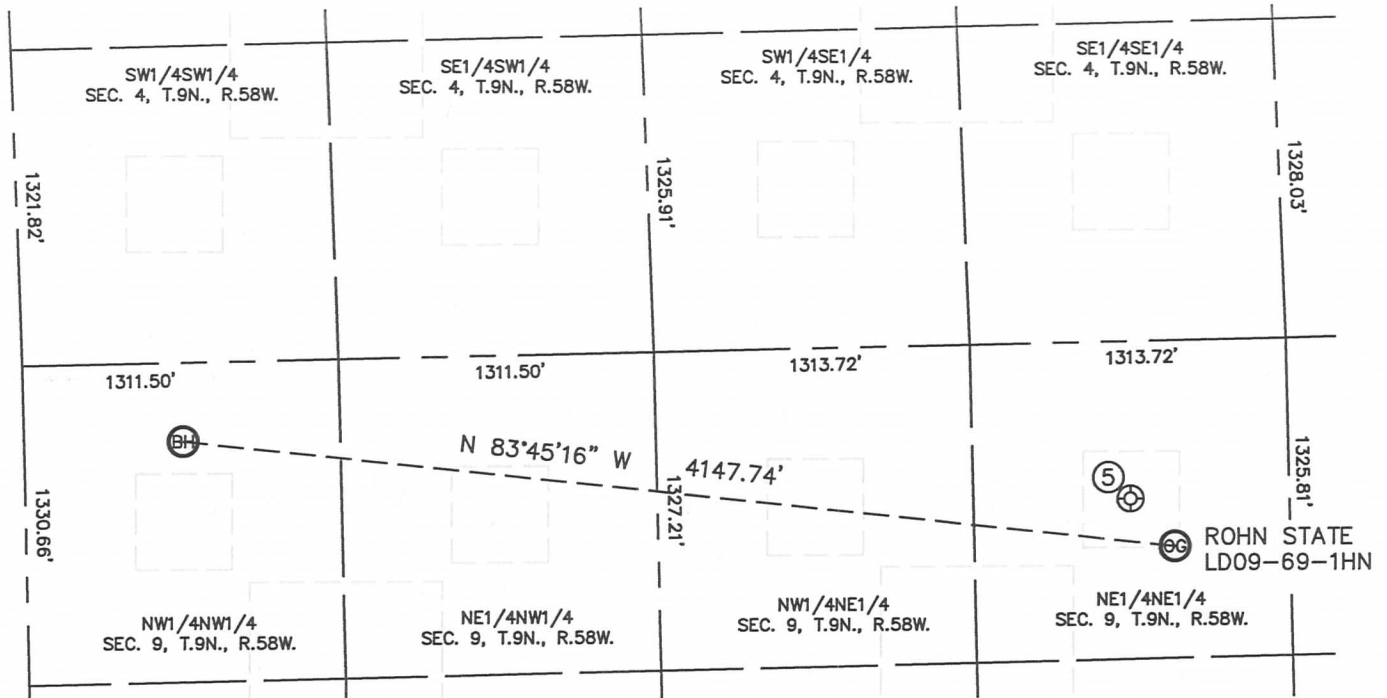 SW1/4SW1/4
SEC. 4, T.9N., R.58W.
SE1/4SW1/4
SEC. 4, T.9N., R.58W.
SW1/4SE1/4
SEC. 4, T.9N., R.58W.
SE1/4SE1/4
SEC. 4, T.9N., R.58W.
1321.82'
1325.91'
1328.03'
1311.50'
1311.50'
1313.72'
1313.72'
BH
N 83°45'16" W
4147.74'
5
OG
ROHN STATE
LD09-69-1HN
1330.66'
1327.21'
1325.81'
NW1/4NW1/4
SEC. 9, T.9N., R.58W.
NE1/4NW1/4
SEC. 9, T.9N., R.58W.
NW1/4NE1/4
SEC. 9, T.9N., R.58W.
NE1/4NE1/4
SEC. 9, T.9N., R.58W.